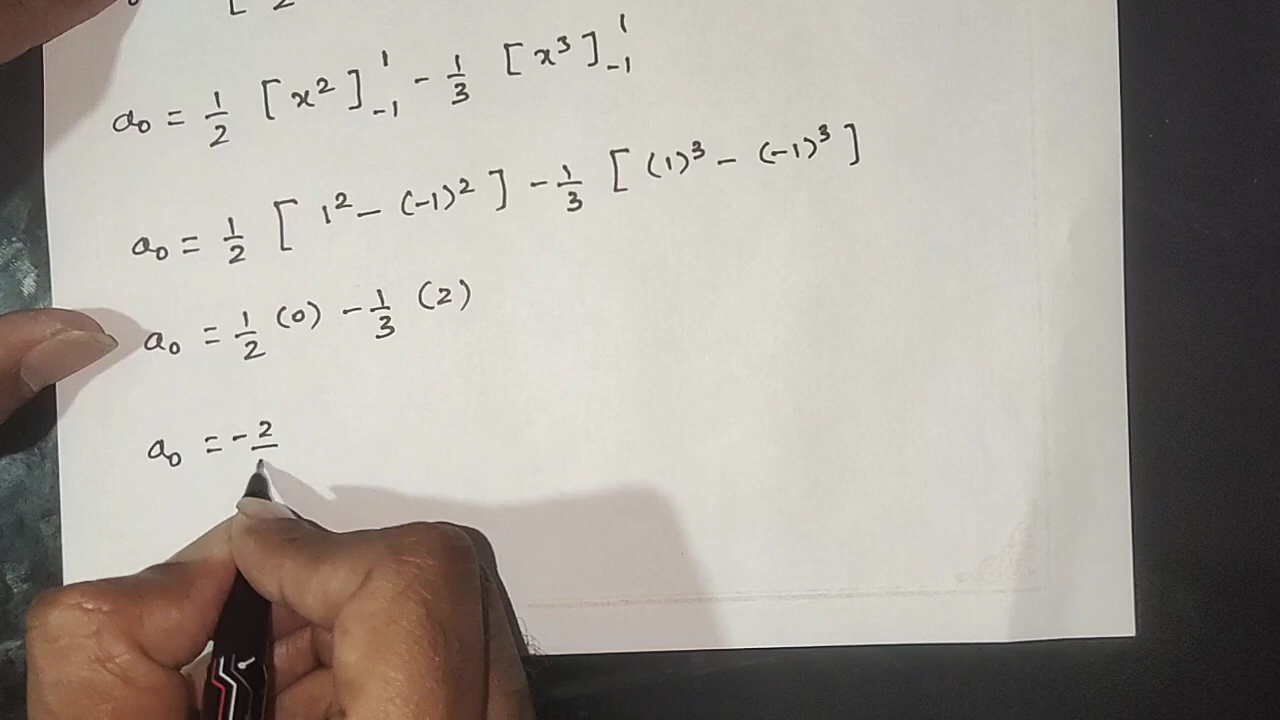 [ 2
a₀ = 1/2 [x²]₋₁¹ - 1/3 [x³]₋₁¹
a₀ = 1/2 [1² - (-1)²] - 1/3 [(1)³ - (-1)³]
a₀ = 1/2 (0) - 1/3 (2)
a₀ = - 2/